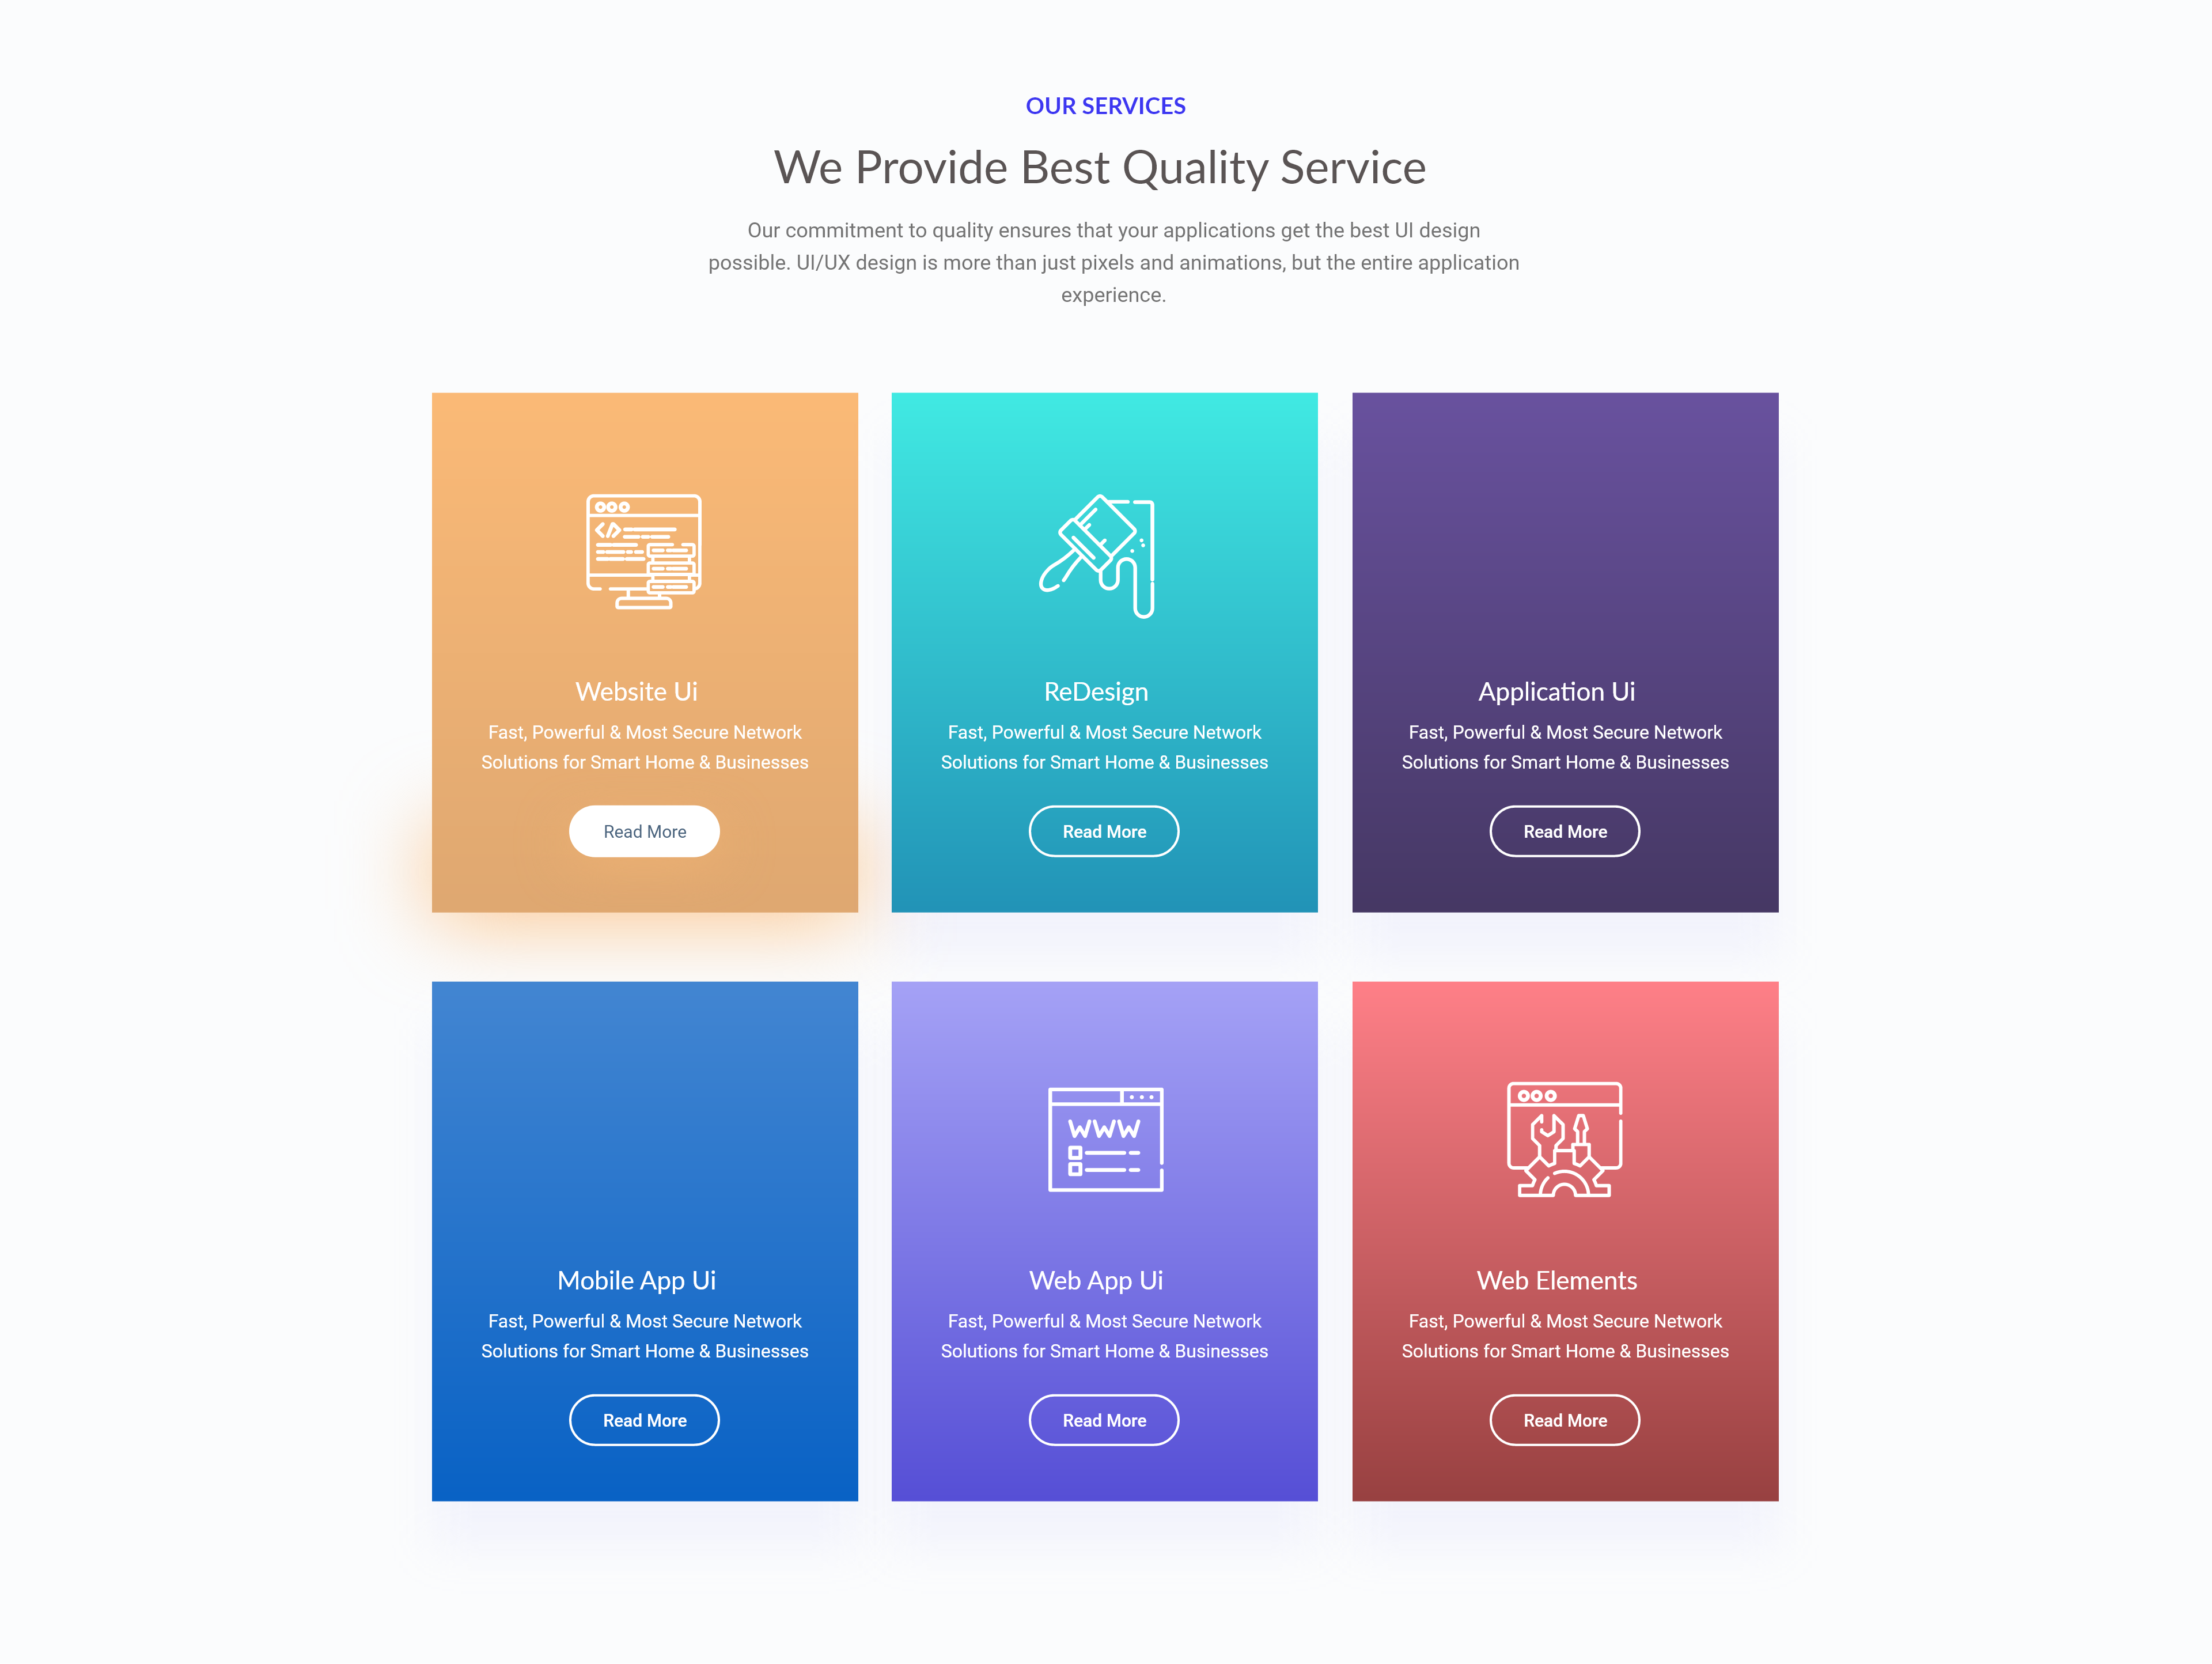 OUR SERVICES
We Provide Best Quality Service
Our commitment to quality ensures that your applications get the best UI design
possible. UI/UX design is more than just pixels and animations, but the entire application
experience.
</>
Website Ui
Fast, Powerful & Most Secure Network
Solutions for Smart Home & Businesses
Read More
ReDesign
Fast, Powerful & Most Secure Network
Solutions for Smart Home & Businesses
Read More
Application Ui
Fast, Powerful & Most Secure Network
Solutions for Smart Home & Businesses
Read More
Mobile App Ui
Fast, Powerful & Most Secure Network
Solutions for Smart Home & Businesses
Read More
WWW
Web App Ui
Fast, Powerful & Most Secure Network
Solutions for Smart Home & Businesses
Read More
Web Elements
Fast, Powerful & Most Secure Network
Solutions for Smart Home & Businesses
Read More